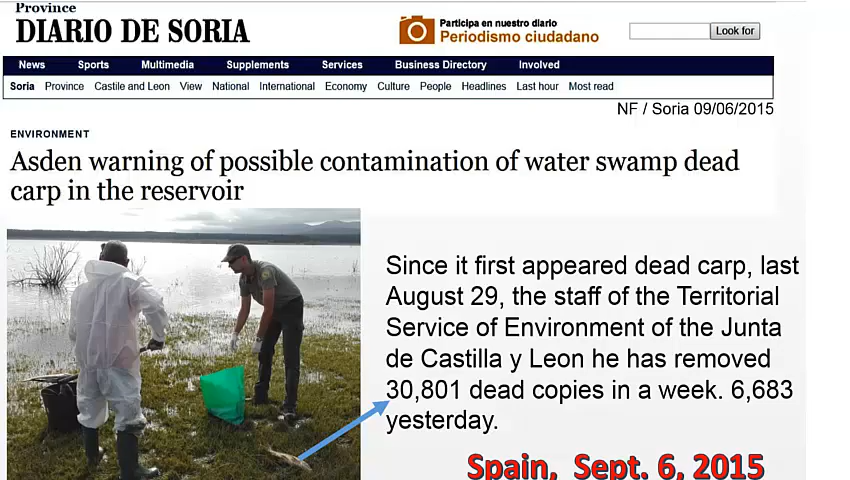 Province
DIARIO DE SORIA
Participa en nuestro diario
Periodismo ciudadano
Look for
News Sports Multimedia Supplements Services Business Directory Involved
Soria Province Castile and Leon View National International Economy Culture People Headlines Last hour Most read
NF / Soria 09/06/2015
ENVIRONMENT
Asden warning of possible contamination of water swamp dead
carp in the reservoir
Since it first appeared dead carp, last
August 29, the staff of the Territorial
Service of Environment of the Junta
de Castilla y Leon he has removed
30,801 dead copies in a week. 6,683
yesterday.
Spain, Sept. 6, 2015